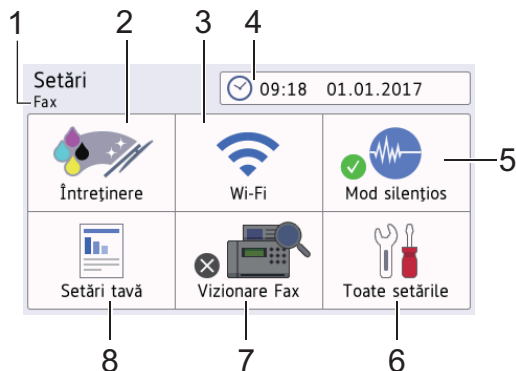 1 2 3 4
Setări
Fax
09:18 01.01.2017
Întreținere Wi-Fi Mod silențios
5
Setări tavă Vizionare Fax Toate setările
8 7 6